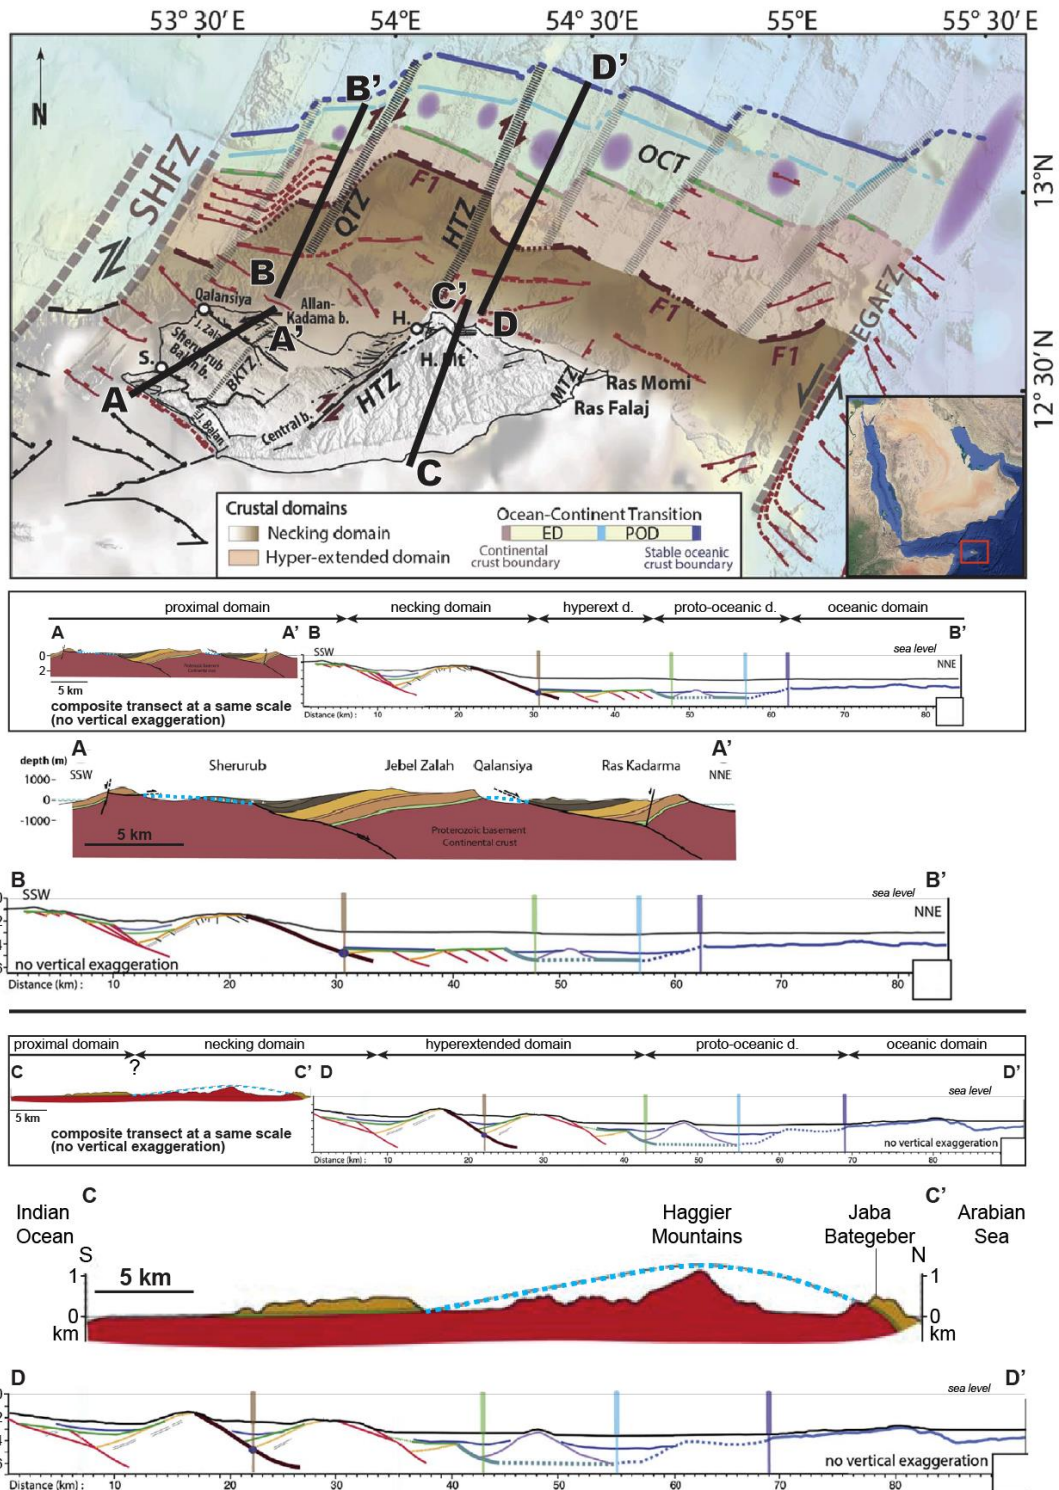 53° 30′ E 54° E 54° 30′ E 55° E 55° 30′ E
N
B'
D'
SHFZ
OCT
13°N
F1
QTZ
HTZ
B
F1
EGAFZ
Qalansiya
Allan-
Kadama b.
C'
J. Zalah
A'
H.
D
F1
S.
BKTZ
H. Mt
A
HTZ
MTZ
Ras Momi
Ras Falaj
12° 30′ N
Central b.
C
Crustal domains
Necking domain
Hyper-extended domain
Ocean-Continent Transition
ED POD
Continental
crust boundary
Stable oceanic
crust boundary
proximal domain necking domain hyperext d. proto-oceanic d. oceanic domain
A A' B B'
SSW sea level
NNE
0
2
5 km
composite transect at a same scale
(no vertical exaggeration)
Distance (km) : 10 20 30 40 50 60 70 80
A A'
depth (m)
SSW Sherurub Jebel Zalah Qalansiya Ras Kadarma NNE
1000
0
-1000
5 km
Proterozoic basement
Continental crust
B B'
SSW sea level
NNE
no vertical exaggeration
Distance (km) : 10 20 30 40 50 60 70 80
proximal domain necking domain hyperextended domain proto-oceanic d. oceanic domain
?
C C' D D'
sea level
5 km
composite transect at a same scale
(no vertical exaggeration)
no vertical exaggeration
Distance (km) : 10 20 30 40 50 60 70 80
C C'
Indian
Ocean
Haggier
Mountains
Jaba
Bategeber
Arabian
Sea
S N
1 5 km 1
0 0
km km
D D'
sea level
no vertical exaggeration
Distance (km) : 10 20 30 40 50 60 70 80